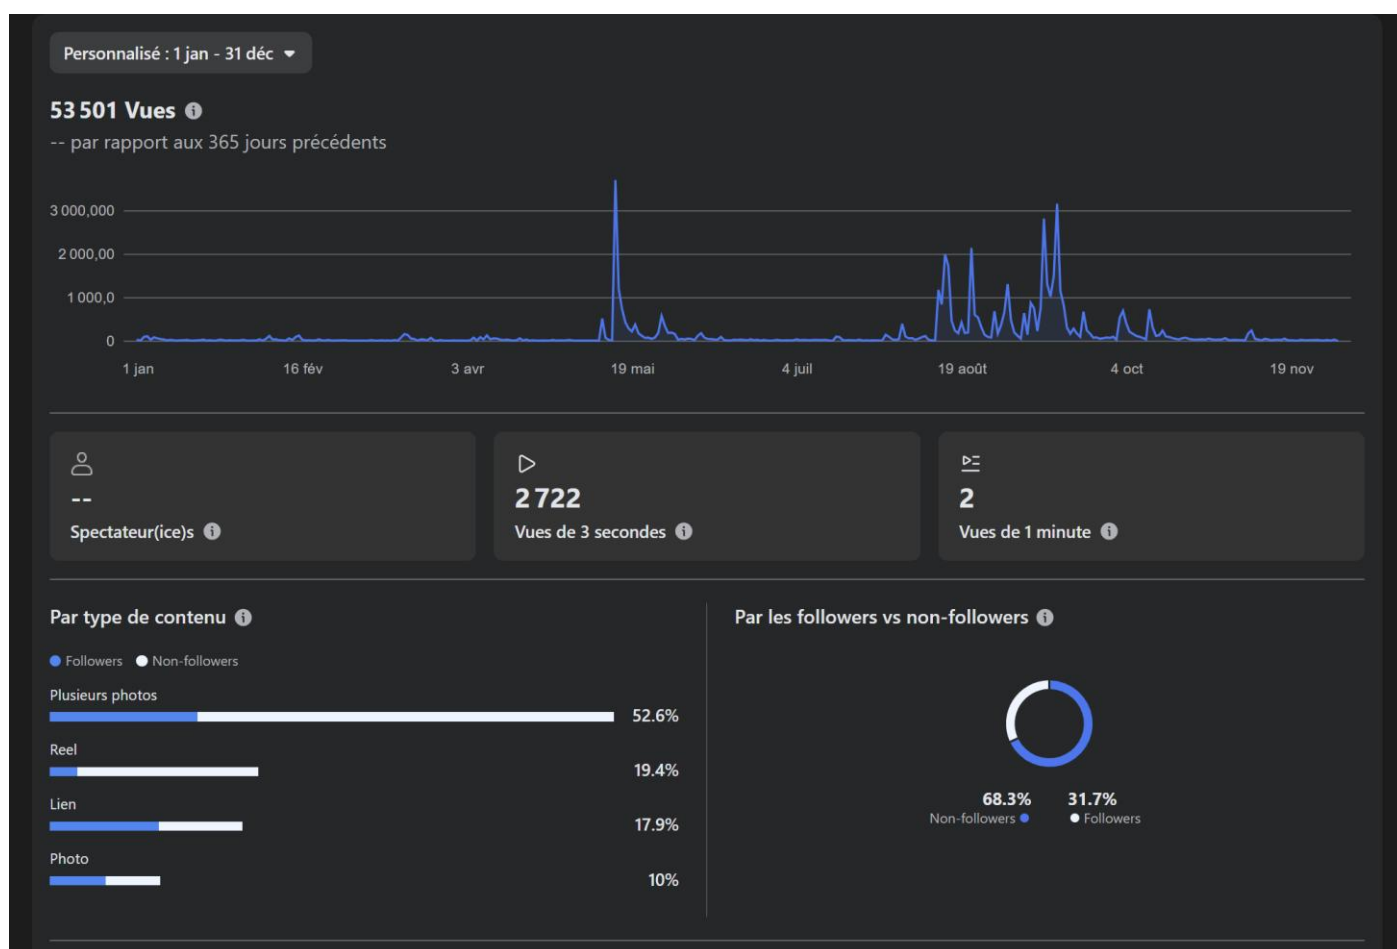 Personnalisé : 1 jan - 31 déc
53 501 Vues
-- par rapport aux 365 jours précédents
3 000,000
2 000,00
1 000,0
0
1 jan 16 fév 3 avr 19 mai 4 juil 19 août 4 oct 19 nov
--
Spectateur(ice)s
2 722
Vues de 3 secondes
2
Vues de 1 minute
Par type de contenu
Followers Non-followers
Plusieurs photos
52.6%
Reel
19.4%
Lien
17.9%
Photo
10%
Par les followers vs non-followers
68.3% 31.7%
Non-followers Followers